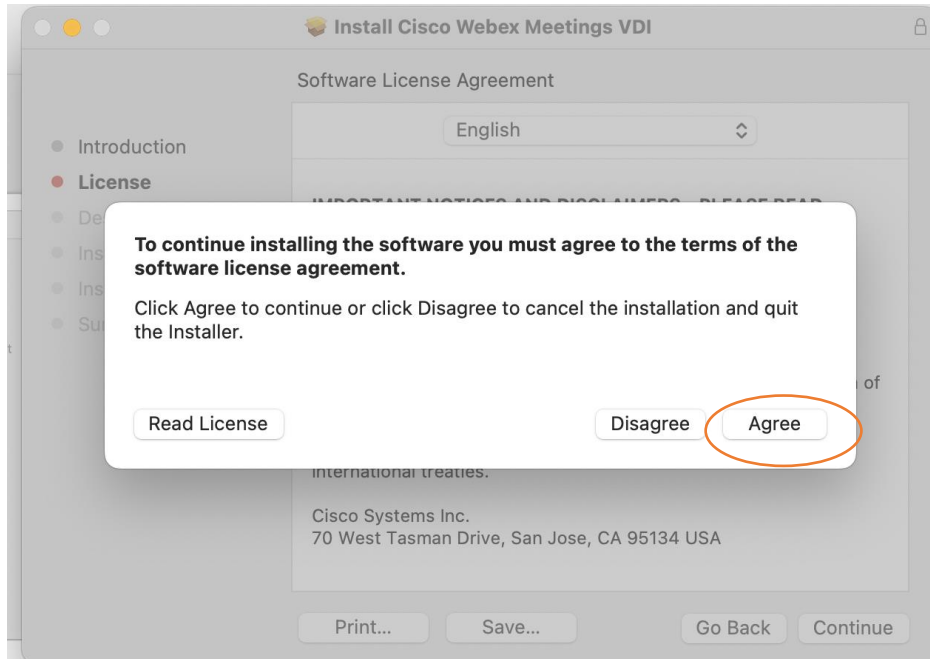 Install Cisco Webex Meetings VDI
Software License Agreement
English
Introduction
License
To continue installing the software you must agree to the terms of the
software license agreement.
Click Agree to continue or click Disagree to cancel the installation and quit
the Installer.
of
Read License
Disagree
Agree
international treaties.
Cisco Systems Inc.
70 West Tasman Drive, San Jose, CA 95134 USA
Print...
Save...
Go Back
Continue